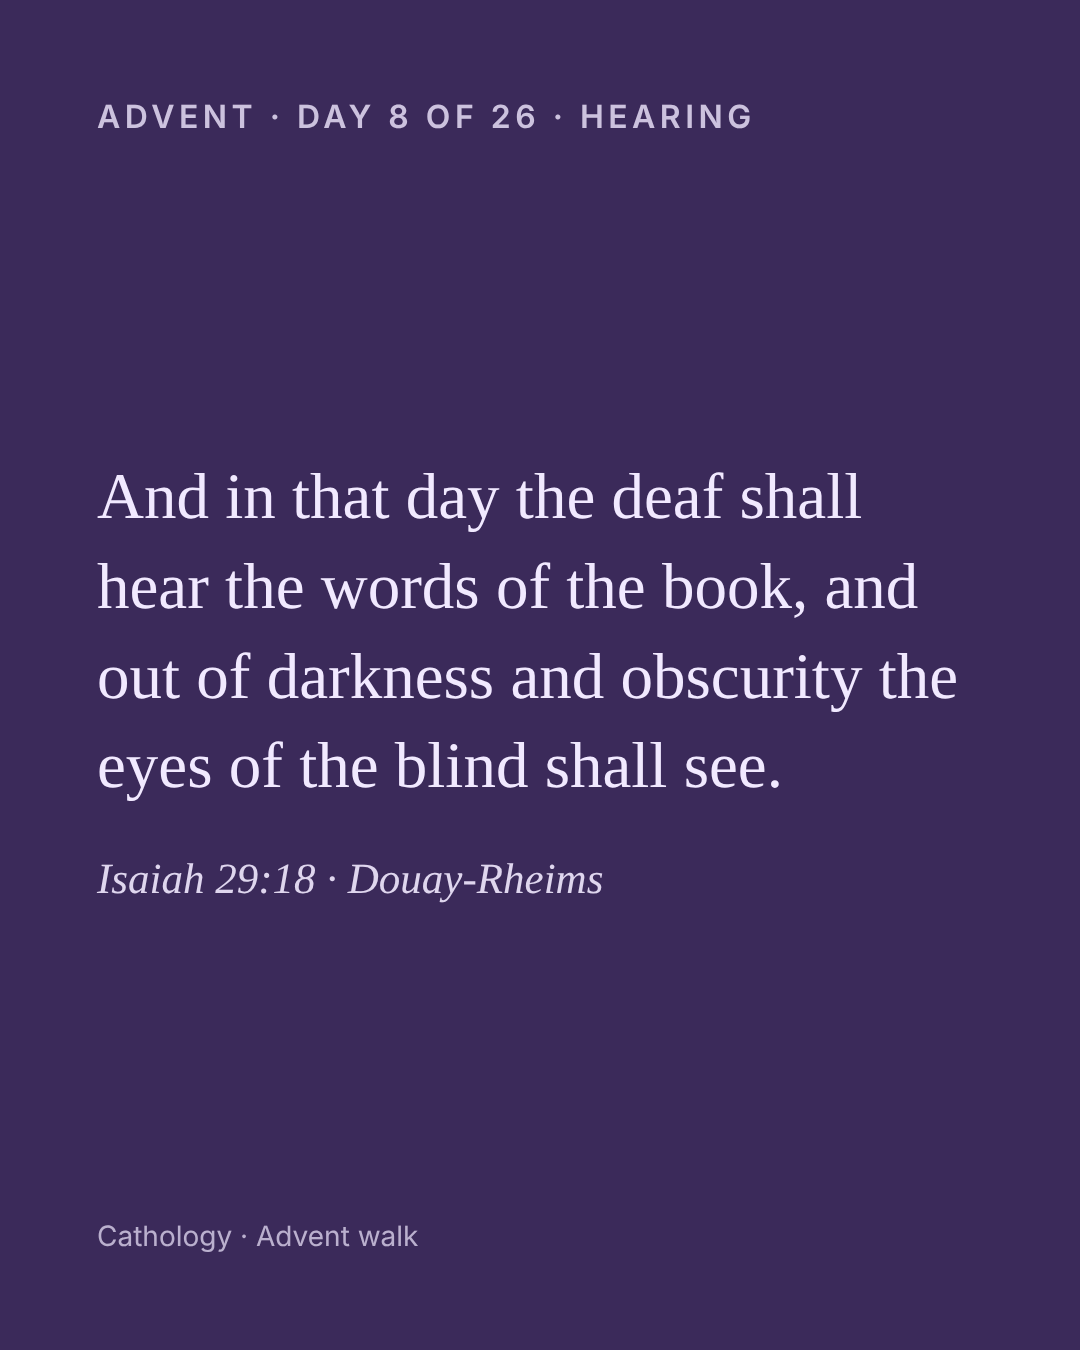 ADVENT · DAY 8 OF 26 · HEARING
And in that day the deaf shall
hear the words of the book, and
out of darkness and obscurity the
eyes of the blind shall see.
Isaiah 29:18 · Douay-Rheims
Cathology · Advent walk